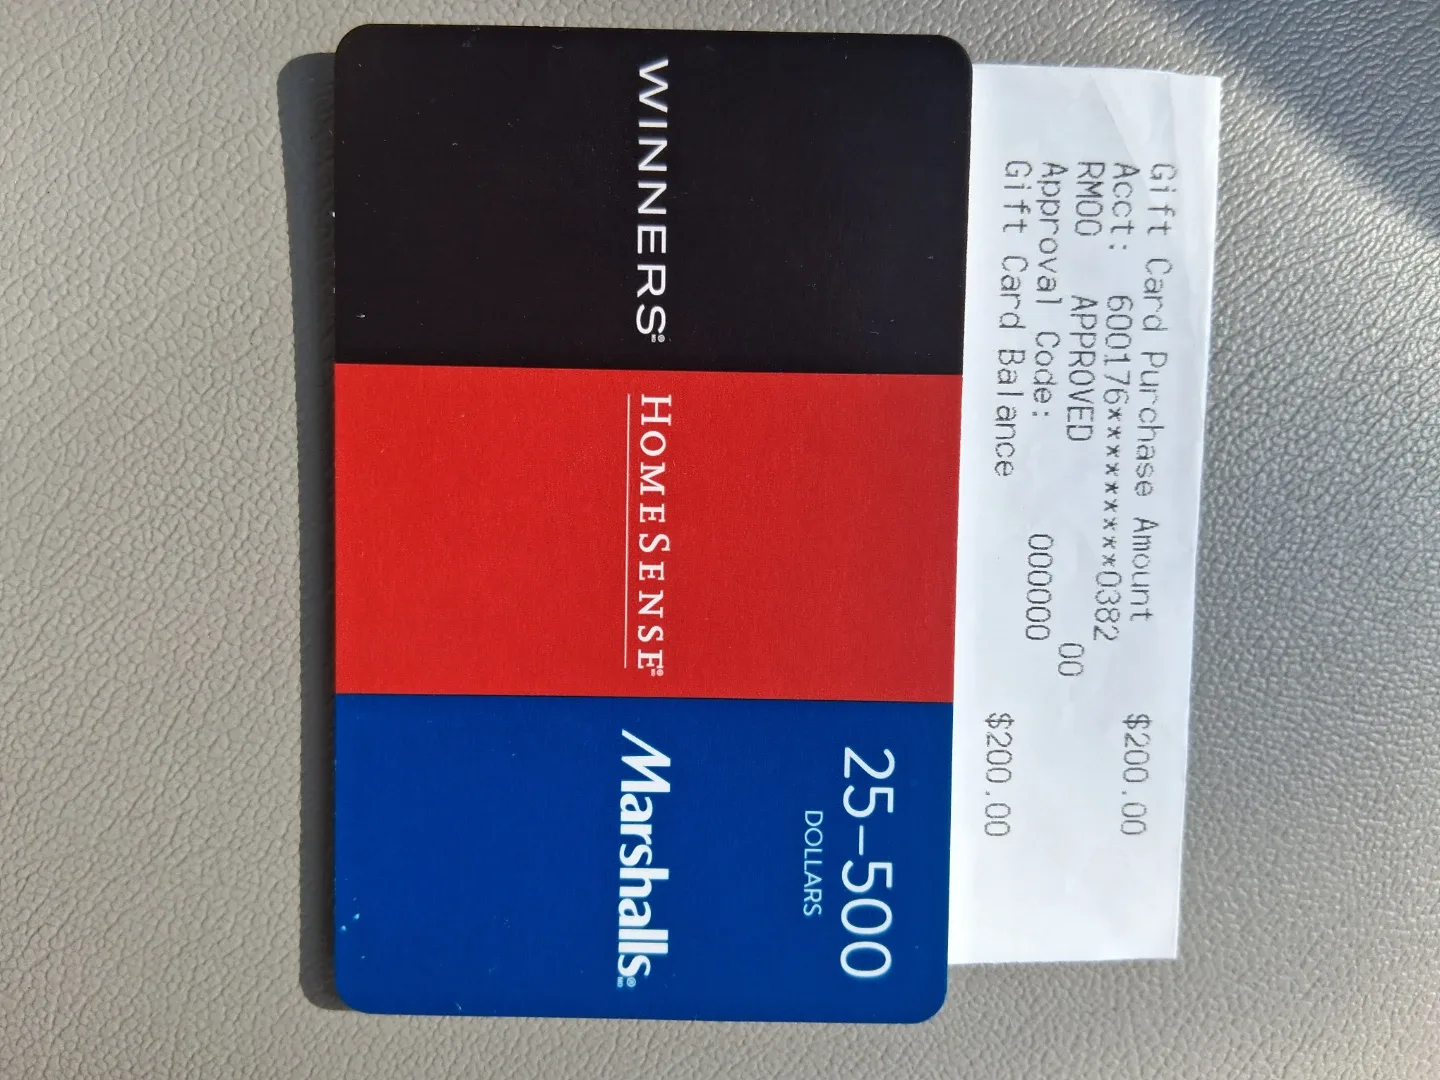 Gift Card Purchase Amount $200.00
Acct: 600176*********0382
RM00 APPROVED 00
Approval Code: 000000
Gift Card Balance $200.00
25–500
DOLLARS
WINNERS® HOMESENSE® Marshalls®